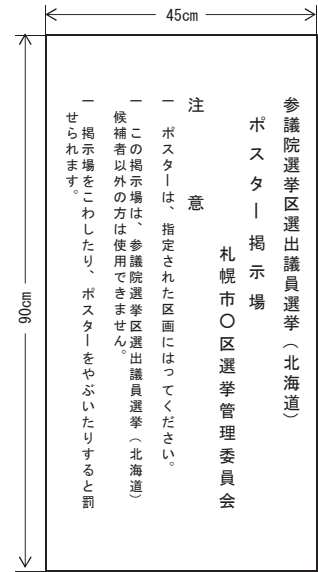 45cm
90cm
参議院選挙区選出議員選挙（北海道）
ポスター掲示場
札幌市〇区選挙管理委員会
注意
一 ポスターは、指定された区画にはってください。
一 この掲示場は、参議院選挙区選出議員選挙（北海道）
候補者以外の方は使用できません。
一 掲示場をこわしたり、ポスターをやぶいたりすると罰
せられます。